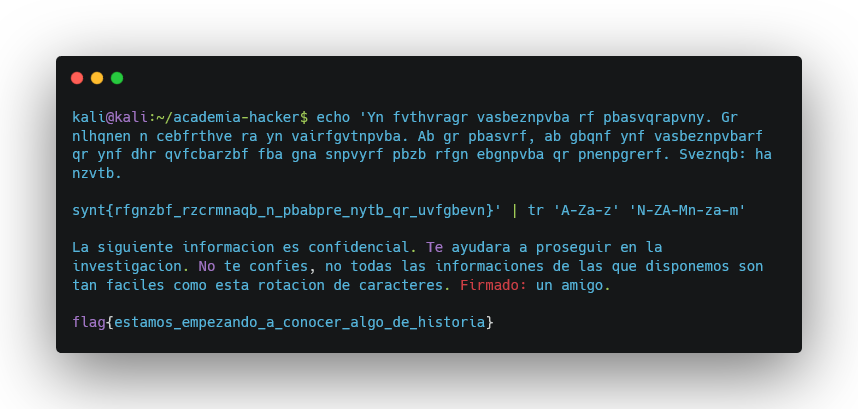 kali@kali:~/academia-hacker$ echo 'Yn fvthvragr vasbeznpvba rf pbasvqrapvny. Gr
nlhqnen n cebfrthve ra yn vairfgvtnpvba. Ab gr pbasvrf, ab gbqnf ynf vasbeznpvbarf
qr ynf dhr qvfcbarzbf fba gna snpvyrf pbzb rfgn ebgnpvba qr pnenpgrerf. Sveznqb: ha
nzvtb.
synt{rfgnzbf_rzcrmnaqb_n_pbabpre_nytb_qr_uvfgbevn}' | tr 'A-Za-z' 'N-ZA-Mn-za-m'
La siguiente informacion es confidencial. Te ayudara a proseguir en la
investigacion. No te confies, no todas las informaciones de las que disponemos son
tan faciles como esta rotacion de caracteres. Firmado: un amigo.
flag{estamos_empezando_a_conocer_algo_de_historia}